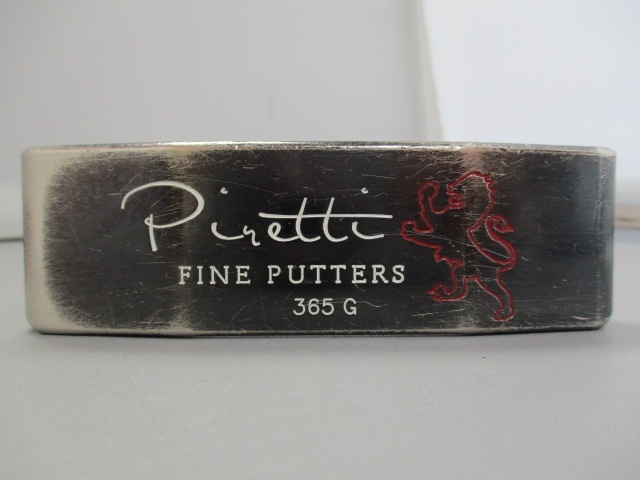 Piretti
FINE PUTTERS
365 G